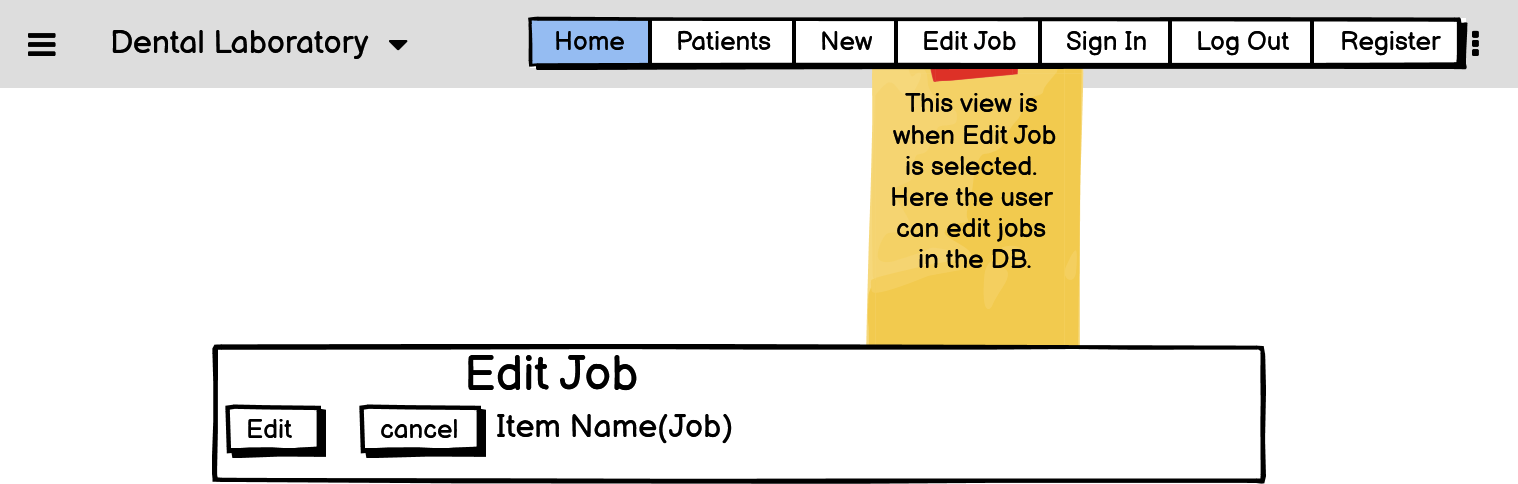 Dental Laboratory
Home Patients New Edit Job Sign In Log Out Register
This view is
when Edit Job
is selected.
Here the user
can edit jobs
in the DB.
Edit Job
Edit cancel Item Name(Job)